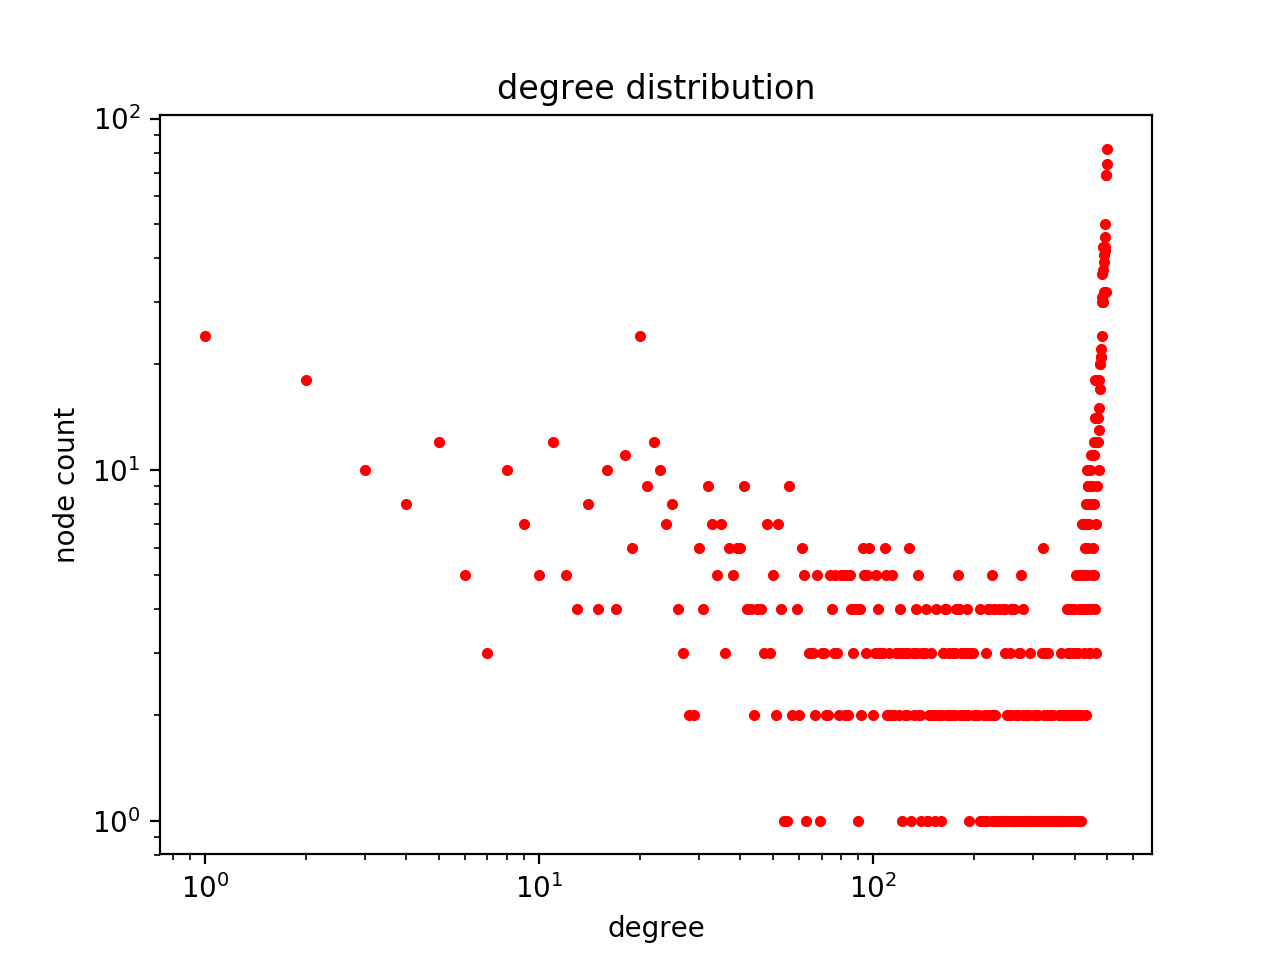 degree distribution
10²
10¹
10⁰
node count
10⁰ 10¹ 10²
degree